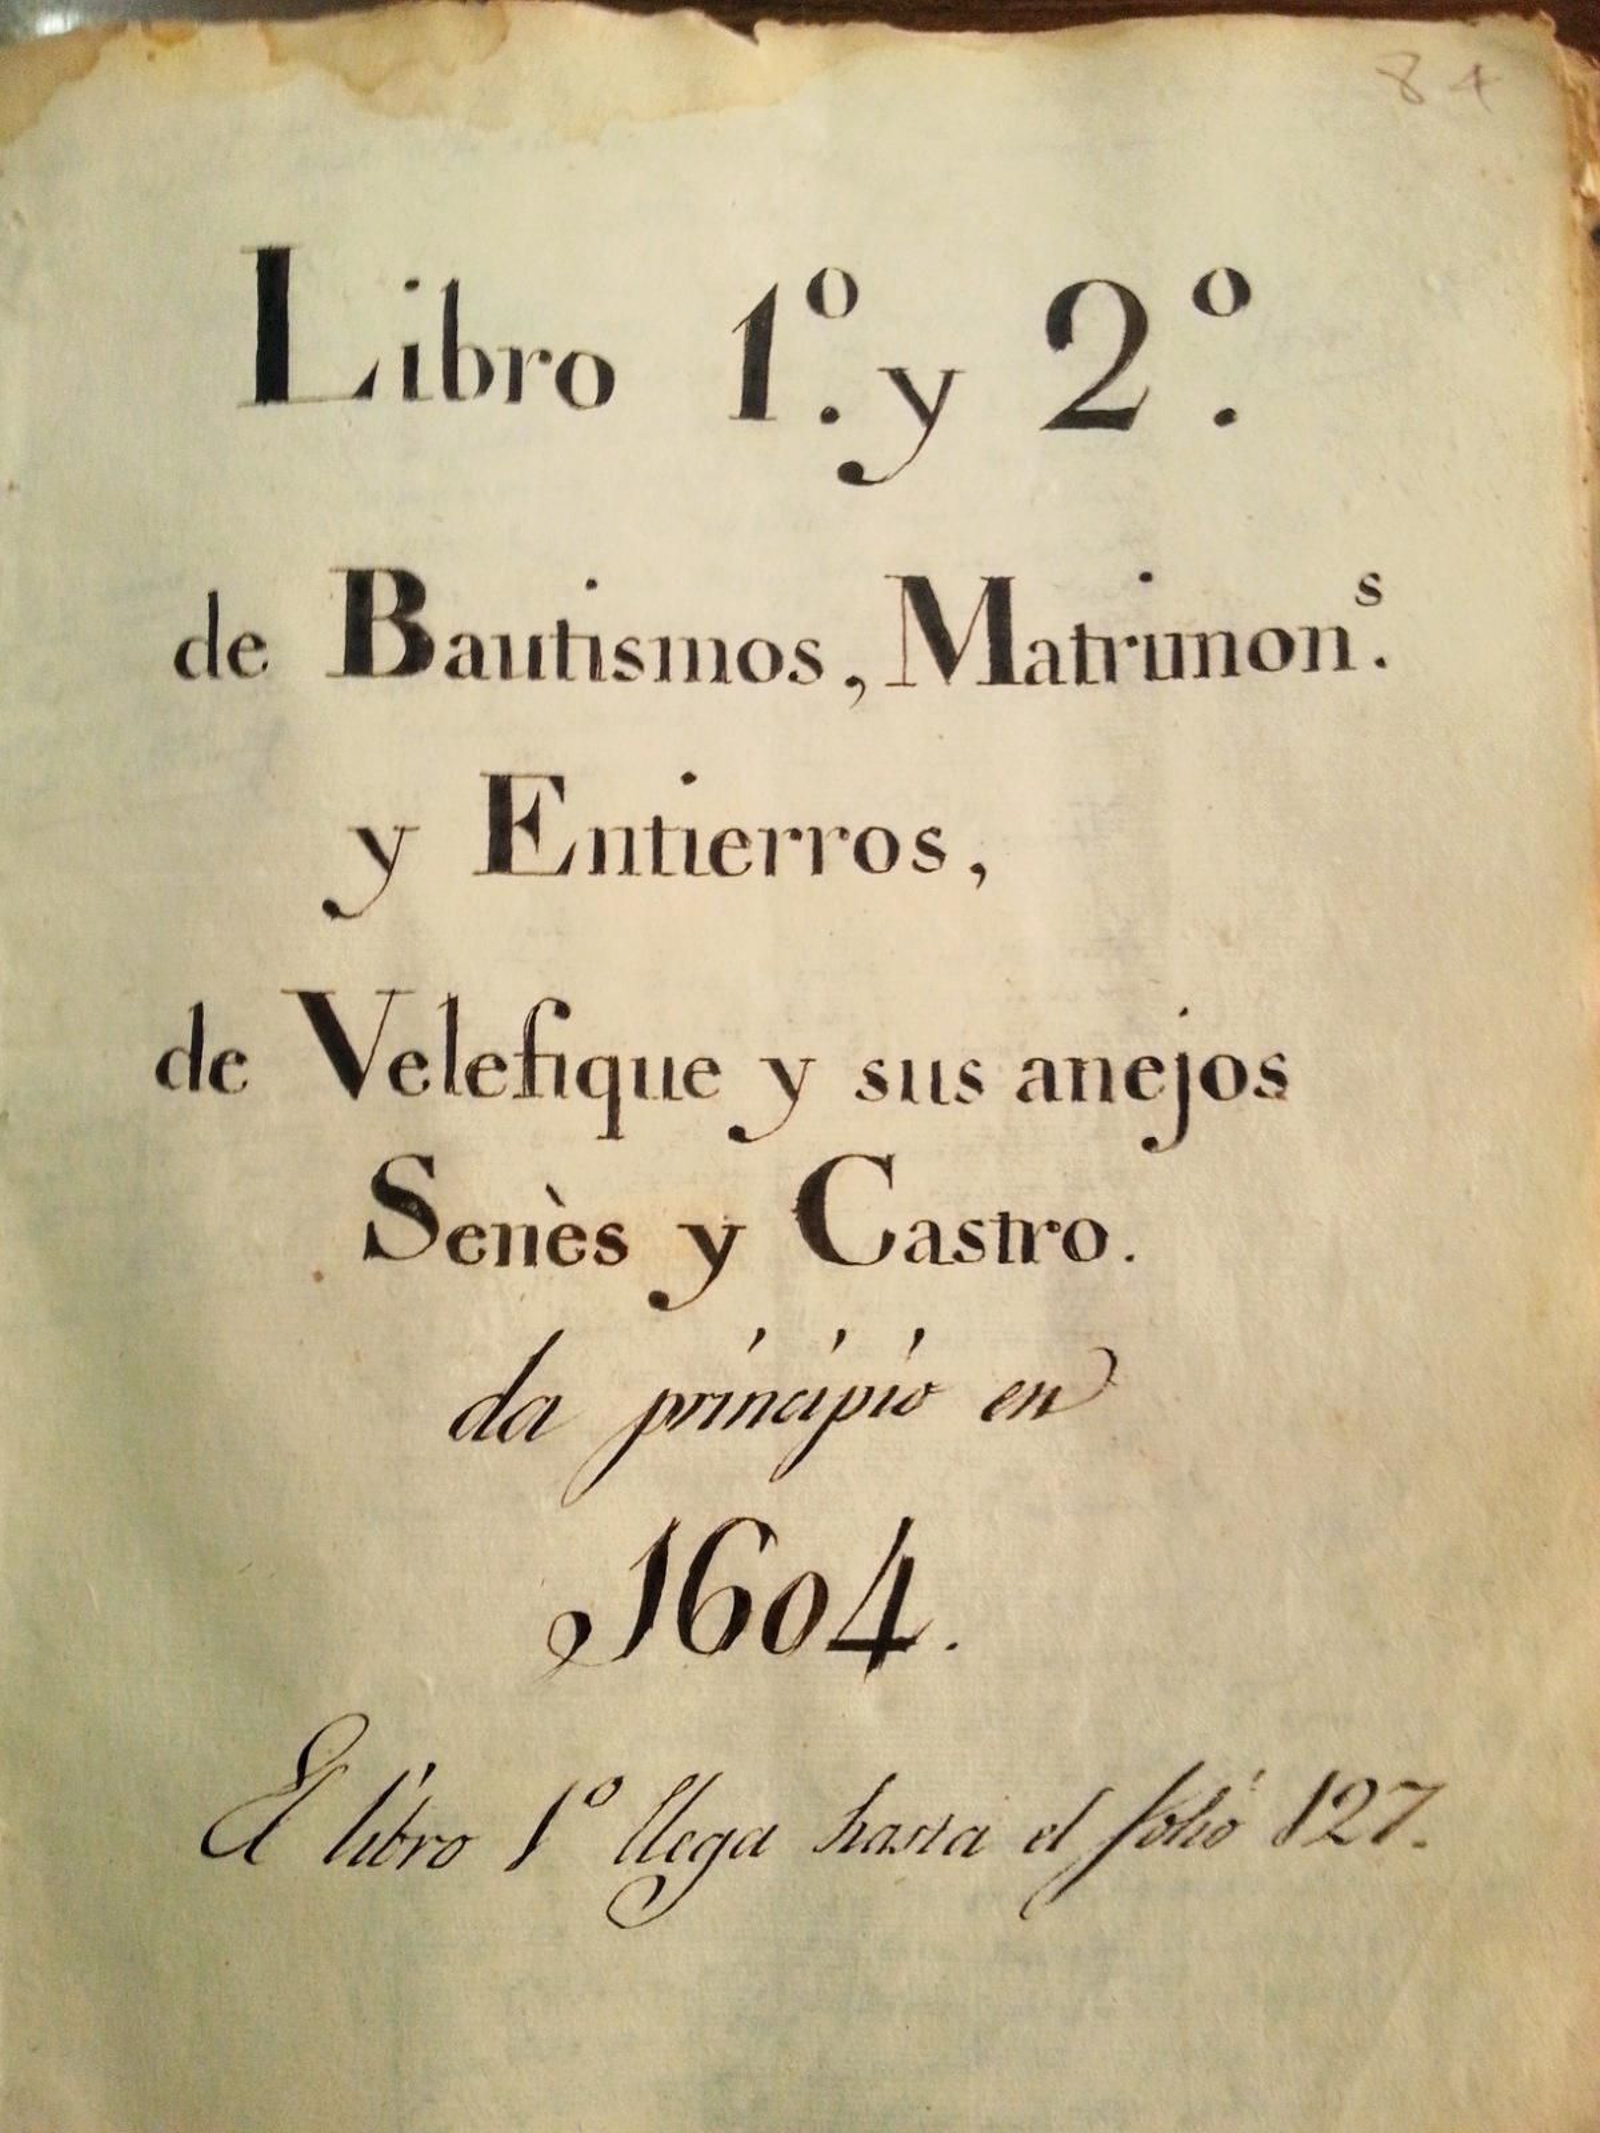 84
Libro 1º. y 2º.
de Bautismos, Matrimonˢ.
y Entierros,
de Velefique y sus anejos
Senès y Castro.
da principio en
1604.
El libro 1º llega hasta el folio 127.